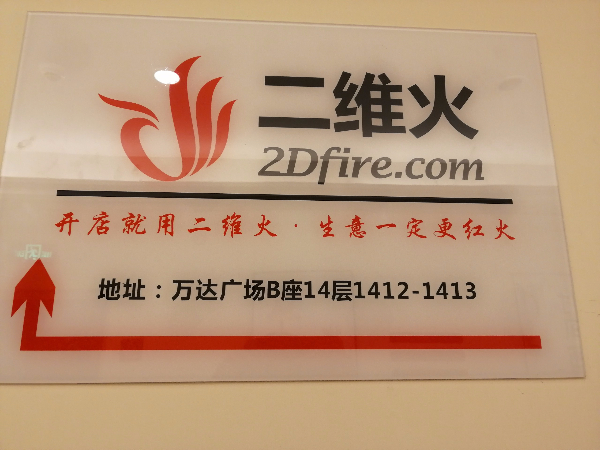 二维火
2Dfire.com
开店就用二维火·生意一定更红火
地址：万达广场B座14层1412-1413